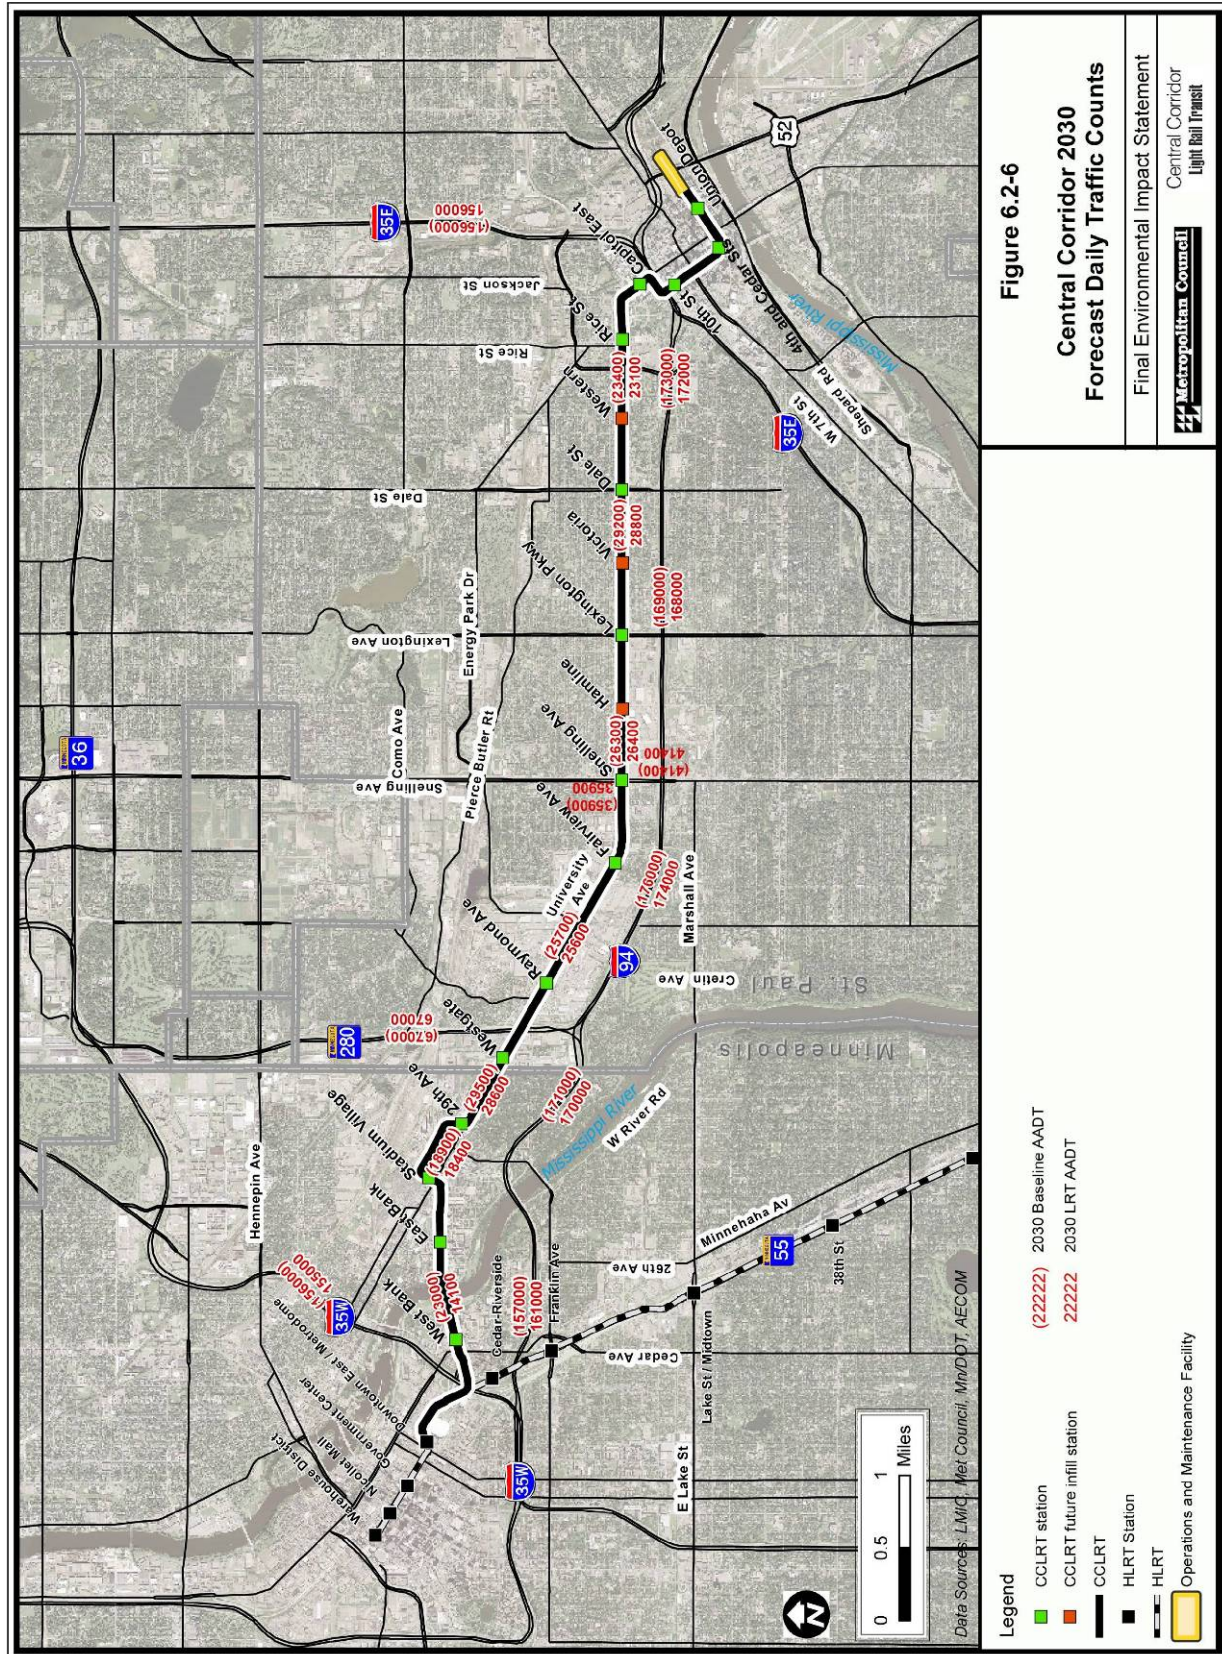 36
Hennepin Ave
280
(67000)
67000
Snelling Ave
Como Ave
Lexington Ave
Dale St
35E
(156000)
156000
Jackson St
Rice St
Energy Park Dr
Pierce Butler Rt
35W
(156000)
155000
Warehouse District
Nicollet Mall
Government Center
Downtown East / Metrodome
West Bank
East Bank
Stadium Village
29th Ave
Westgate
Raymond Ave
University
Ave
Fairview Ave
Snelling Ave
Hamline
Lexington Pkwy
Victoria
Dale St
Western
Rice St
Capitol East
10th St
4th and Cedar Sts
Union Depot
(23000)
14100
(18900)
18400
(29500)
28600
(25700)
25600
(35900)
35900
(41400)
41400
(26300)
26400
(29200)
28800
(23400)
23100
Cedar-Riverside
(157000)
161000
Franklin Ave
(171000)
170000
94
(176000)
174000
(169000)
168000
(173000)
172000
52
35W
E Lake St
Lake St / Midtown
Cedar Ave
26th Ave
Minnehaha Av
55
38th St
W River Rd
Mississippi River
Minneapolis
St. Paul
Cretin Ave
Marshall Ave
35E
W 7th St
Shepard Rd
Mississippi River
N
0 0.5 1
Miles
Data Sources: LMIC, Met Council, Mn/DOT, AECOM
Legend
CCLRT station
CCLRT future infill station
CCLRT
HLRT Station
HLRT
Operations and Maintenance Facility
(22222) 2030 Baseline AADT
22222 2030 LRT AADT
Figure 6.2-6
Central Corridor 2030
Forecast Daily Traffic Counts
Final Environmental Impact Statement
Metropolitan Council
Central Corridor
Light Rail Transit